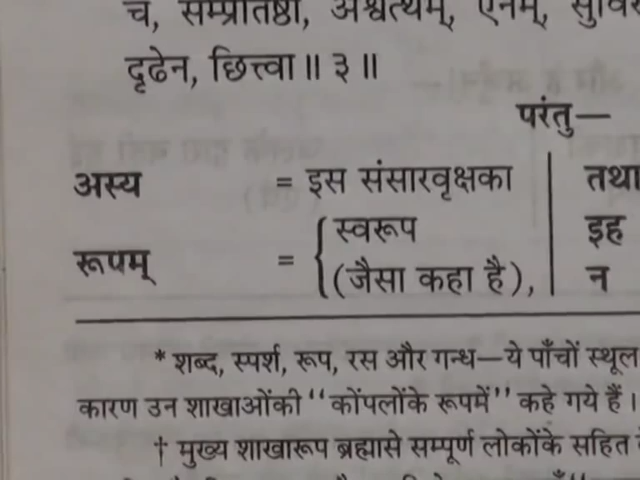 च, सम्प्रतिष्ठा, अश्वत्थम्, एनम्,
दृढेन, छित्त्वा ॥ ३ ॥
परंतु—
अस्य = इस संसारवृक्षका तथा
रूपम् = स्वरूप इह
(जैसा कहा है), न
* शब्द, स्पर्श, रूप, रस और गन्ध—ये पाँचों स्थूल
कारण उन शाखाओंकी ‘‘कोंपलोंके रूपमें’’ कहे गये हैं ।
† मुख्य शाखारूप ब्रह्मासे सम्पूर्ण लोकोंके सहित